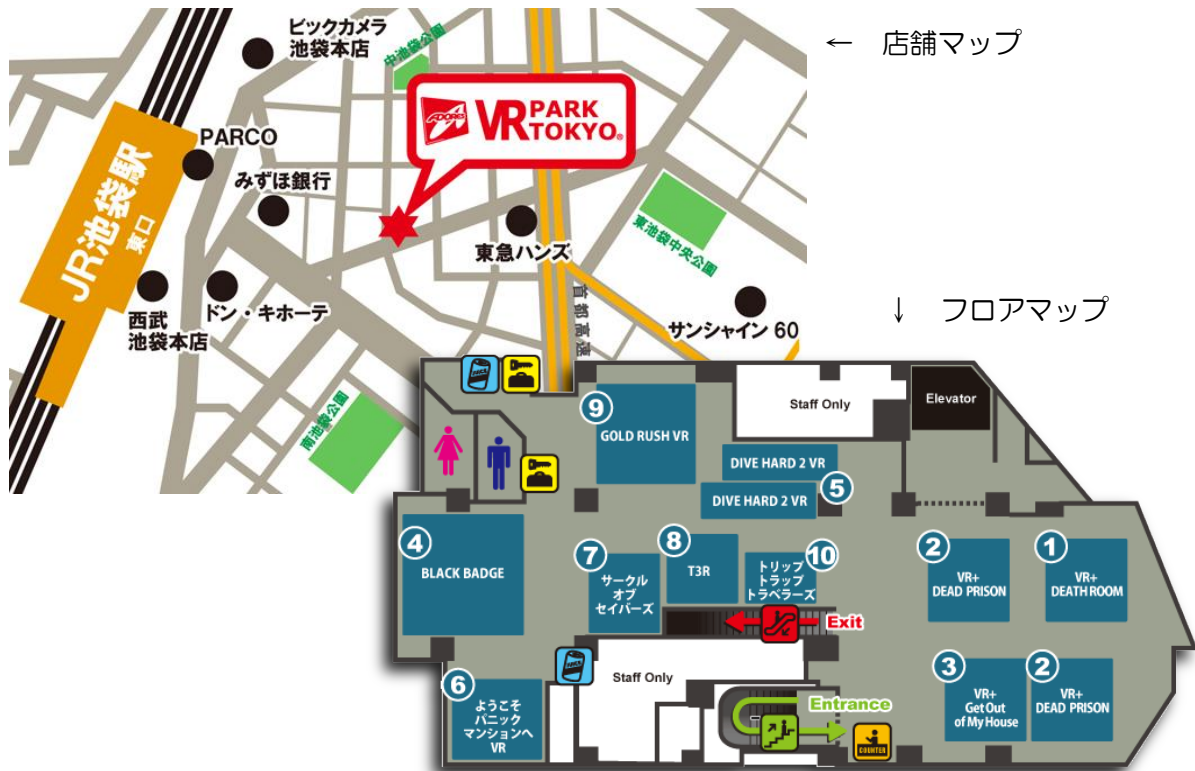 ビックカメラ
池袋本店
中池袋公園
← 店舗マップ
ADORES
VR PARK
TOKYO®
PARCO
みずほ銀行
JR池袋駅
東口
東急ハンズ
東池袋中央公園
西武
池袋本店
ドン・キホーテ
首都高速
サンシャイン 60
↓ フロアマップ
南池袋公園
9
GOLD RUSH VR
Staff Only
Elevator
DIVE HARD 2 VR
DIVE HARD 2 VR
5
4
BLACK BADGE
7
サークル
オブ
セイバーズ
8
T3R
10
トリップ
トラップ
トラベラーズ
2
VR+
DEAD PRISON
1
VR+
DEATH ROOM
Exit
6
ようこそ
パニック
マンションへ
VR
Staff Only
Entrance
COUNTER
3
VR+
Get Out
of My House
2
VR+
DEAD PRISON